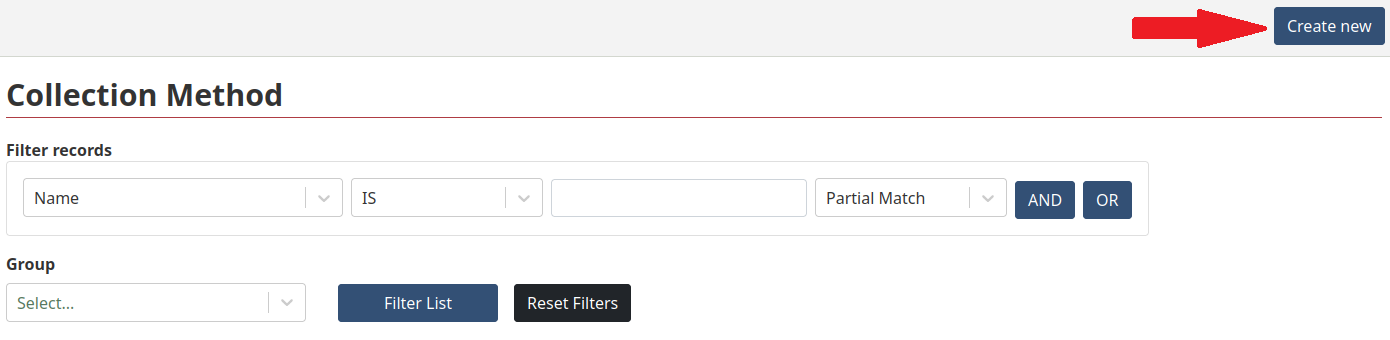 Create new
Collection Method
Filter records
Name IS Partial Match AND OR
Group
Select... Filter List Reset Filters